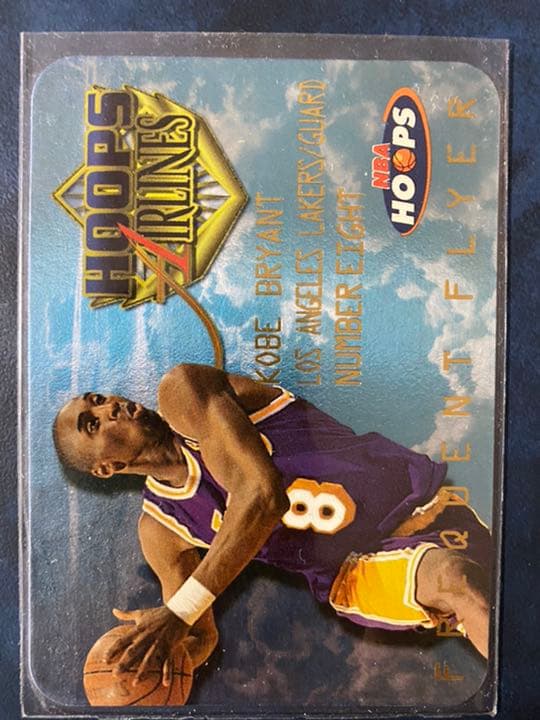 HOOPS
AIRLINES
NBA
HOOPS
KOBE BRYANT
LOS ANGELES LAKERS/GUARD
NUMBER EIGHT
8
FREQUENT FLYER